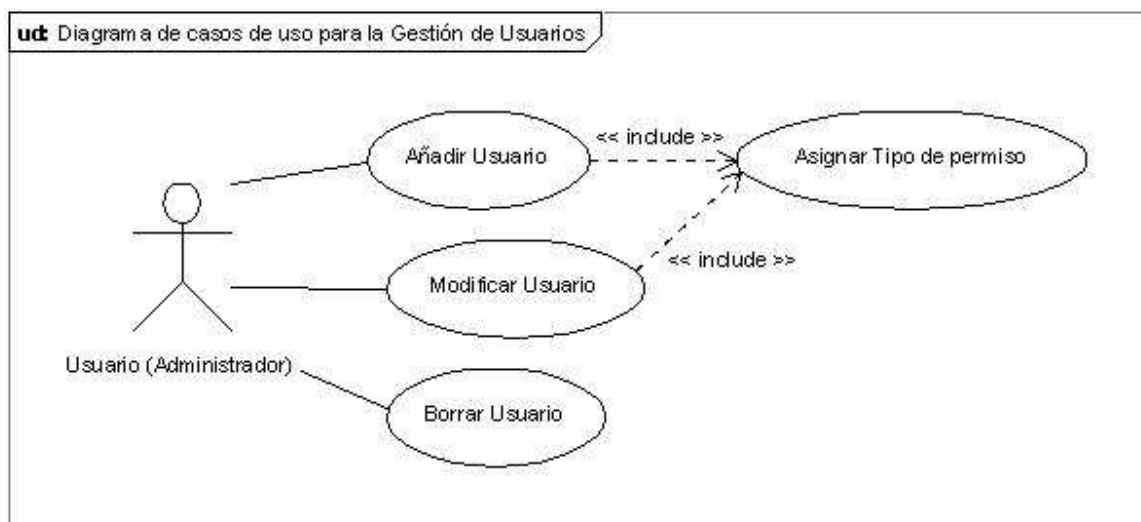 ud: Diagrama de casos de uso para la Gestión de Usuarios
<< include >>
Añadir Usuario
Asignar Tipo de permiso
<< include >>
Modificar Usuario
Usuario (Administrador)
Borrar Usuario